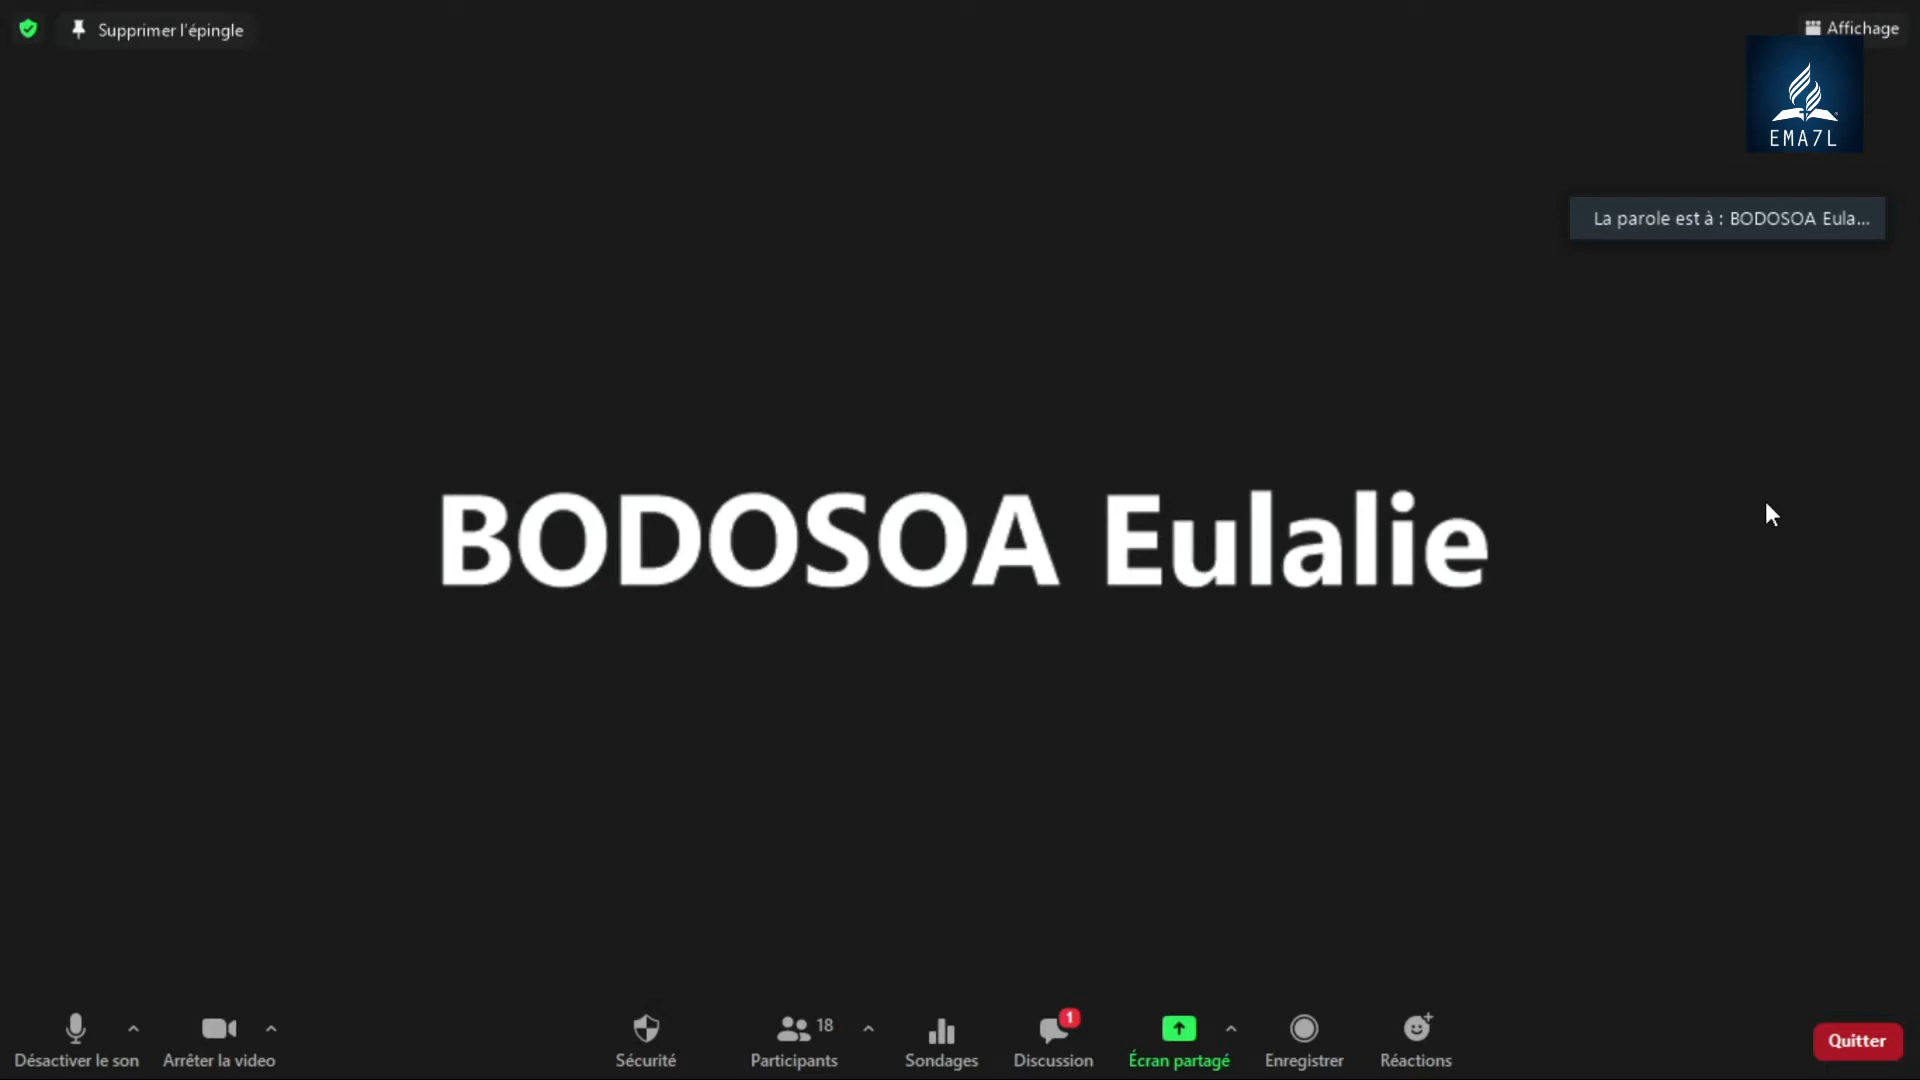 Supprimer l'épingle
Affichage
EMA7L
La parole est à : BODOSOA Eula...
BODOSOA Eulalie
Désactiver le son
Arrêter la video
Sécurité
18
Participants
Sondages
1
Discussion
Écran partagé
Enregistrer
Réactions
Quitter